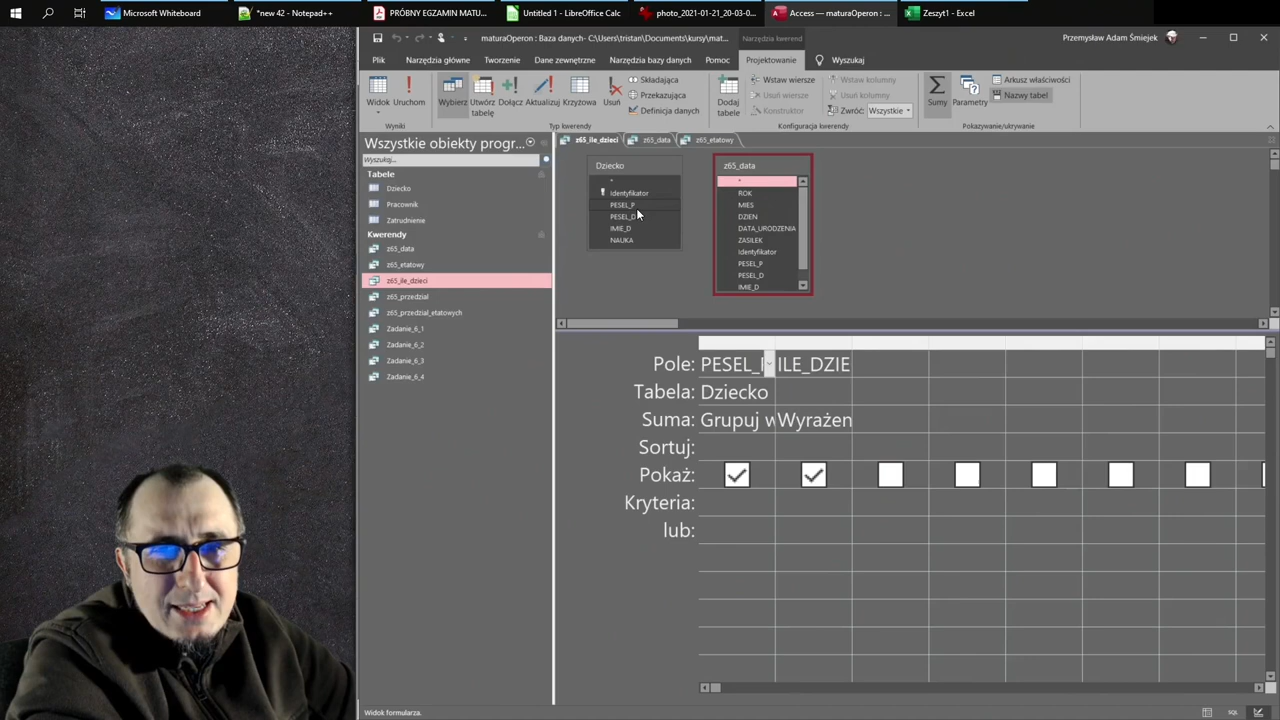 Microsoft Whiteboard
*new 42 - Notepad++
PRÓBNY EGZAMIN MATU...
Untitled 1 - LibreOffice Calc
photo_2021-01-21_20-03-0...
Access — maturaOperon : ...
Zeszyt1 - Excel
maturaOperon : Baza danych- C:\Users\tristan\Documents\kursy\mat...
Narzędzia kwerend
Przemysław Adam Śmiejek
Plik
Narzędzia główne
Tworzenie
Dane zewnętrzne
Narzędzia bazy danych
Pomoc
Projektowanie
Wyszukaj
Widok
Uruchom
Wybierz
Utwórz tabelę
Dołącz
Aktualizuj
Krzyżowa
Usuń
Składająca
Przekazująca
Definicja danych
Dodaj tabele
Wstaw wiersze
Usuń wiersze
Konstruktor
Wstaw kolumny
Usuń kolumny
Zwróć: Wszystkie
Sumy
Parametry
Arkusz właściwości
Nazwy tabel
Wyniki
Typ kwerendy
Konfiguracja kwerendy
Pokazywanie/ukrywanie
Wszystkie obiekty progr...
Wyszukaj...
Tabele
Dziecko
Pracownik
Zatrudnienie
Kwerendy
z65_data
z65_etatowy
z65_ile_dzieci
z65_przedzial
z65_przedzial_etatowych
Zadanie_6_1
Zadanie_6_2
Zadanie_6_3
Zadanie_6_4
z65_ile_dzieci
z65_data
z65_etatowy
Dziecko
*
Identyfikator
PESEL_P
PESEL_D
IMIE_D
NAUKA
z65_data
*
ROK
MIES
DZIEN
DATA_URODZENIA
ZASILEK
Identyfikator
PESEL_P
PESEL_D
IMIE_D
Pole: PESEL_P ILE_DZIE
Tabela: Dziecko
Suma: Grupuj w Wyrażen
Sortuj:
Pokaż:
Kryteria:
lub:
Widok formularza.
SQL